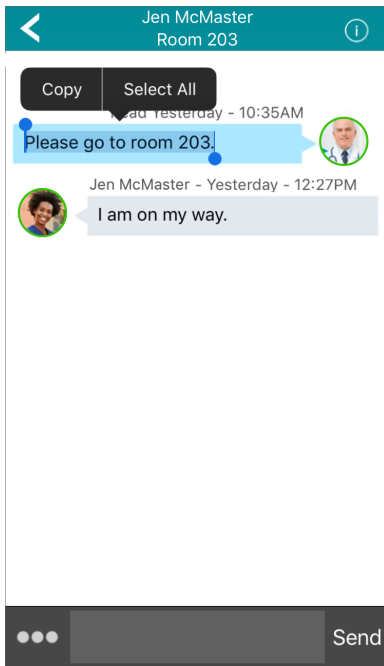 Jen McMaster
Room 203
Copy Select All
Read Yesterday - 10:35AM
Please go to room 203.
Jen McMaster - Yesterday - 12:27PM
I am on my way.
Send